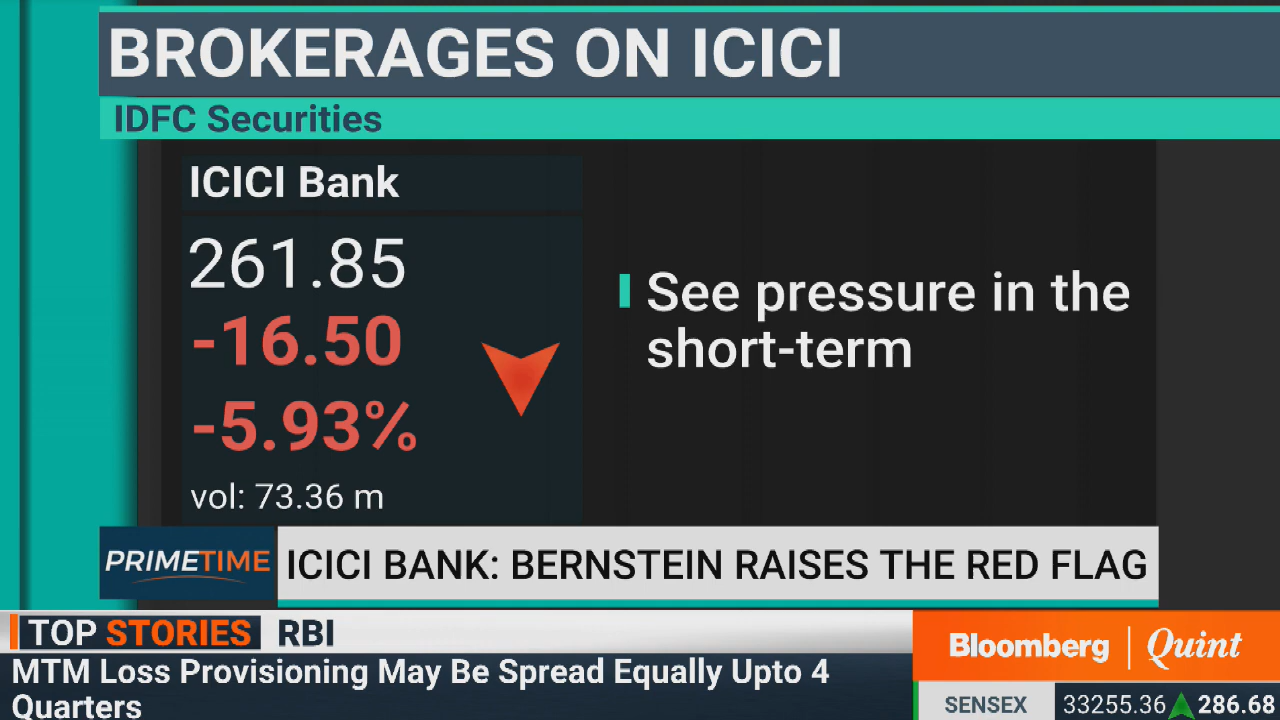 BROKERAGES ON ICICI
IDFC Securities
ICICI Bank
261.85
-16.50
-5.93%
vol: 73.36 m
See pressure in the
short-term
PRIMETIME
ICICI BANK: BERNSTEIN RAISES THE RED FLAG
TOP STORIES RBI
MTM Loss Provisioning May Be Spread Equally Upto 4
Quarters
Bloomberg | Quint
SENSEX 33255.36 286.68